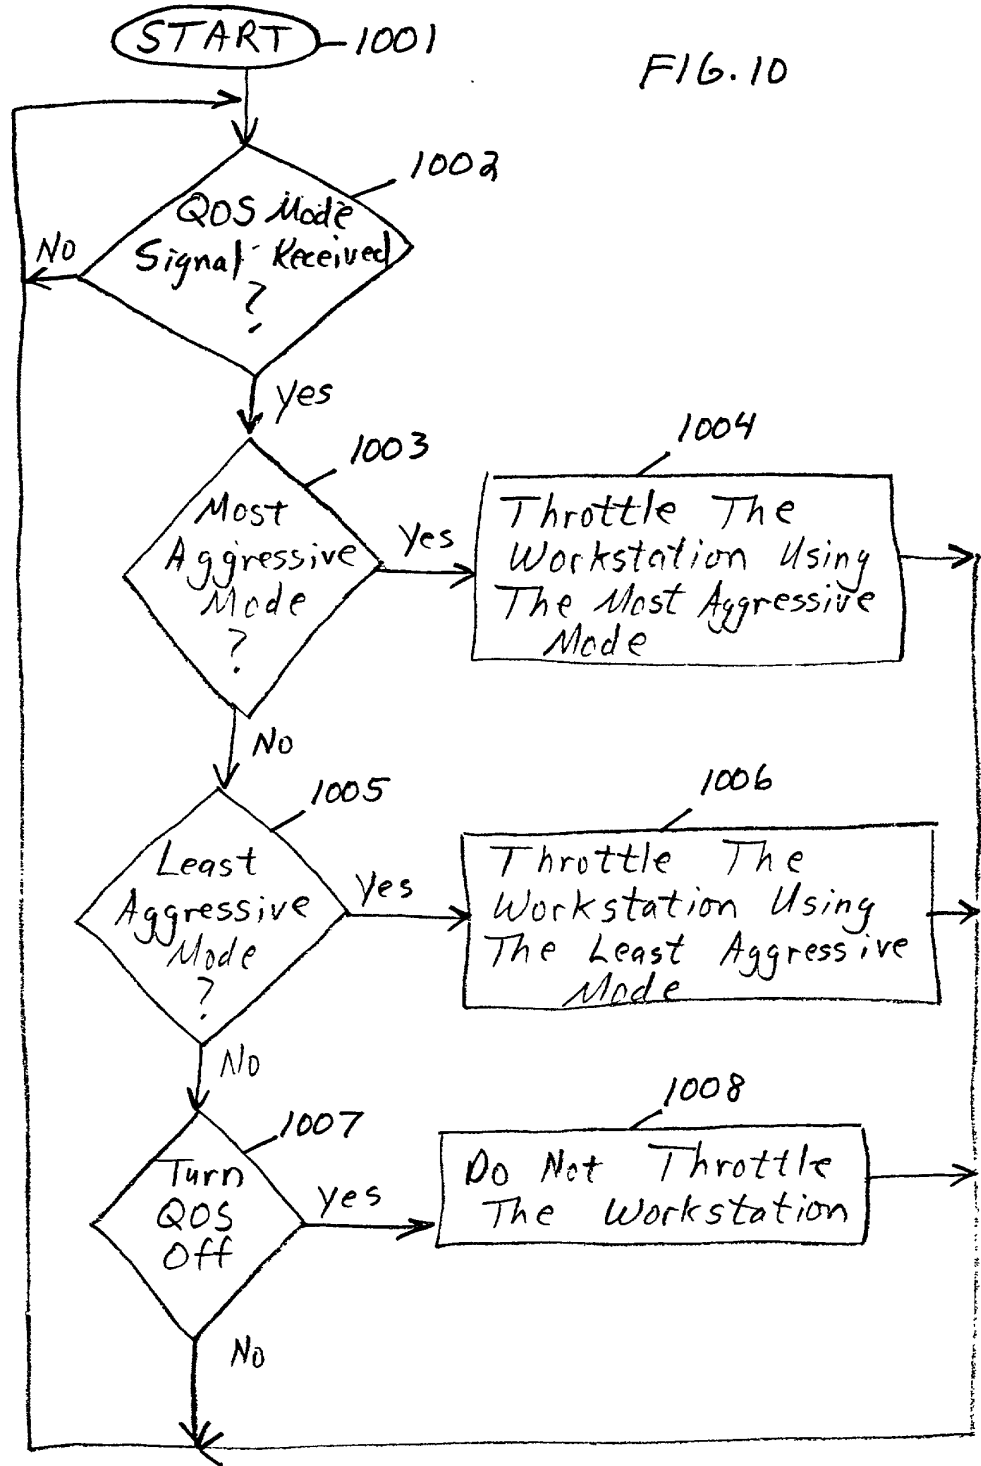 START
1001
FIG. 10
1002
QOS Mode
Signal Received
?
No
Yes
1003
Most
Aggressive
Mode
?
Yes
1004
Throttle The
Workstation Using
The Most Aggressive
Mode
No
1005
Least
Aggressive
Mode
?
Yes
1006
Throttle The
Workstation Using
The Least Aggressive
Mode
No
1007
Turn
QOS
Off
Yes
1008
Do Not Throttle
The Workstation
No